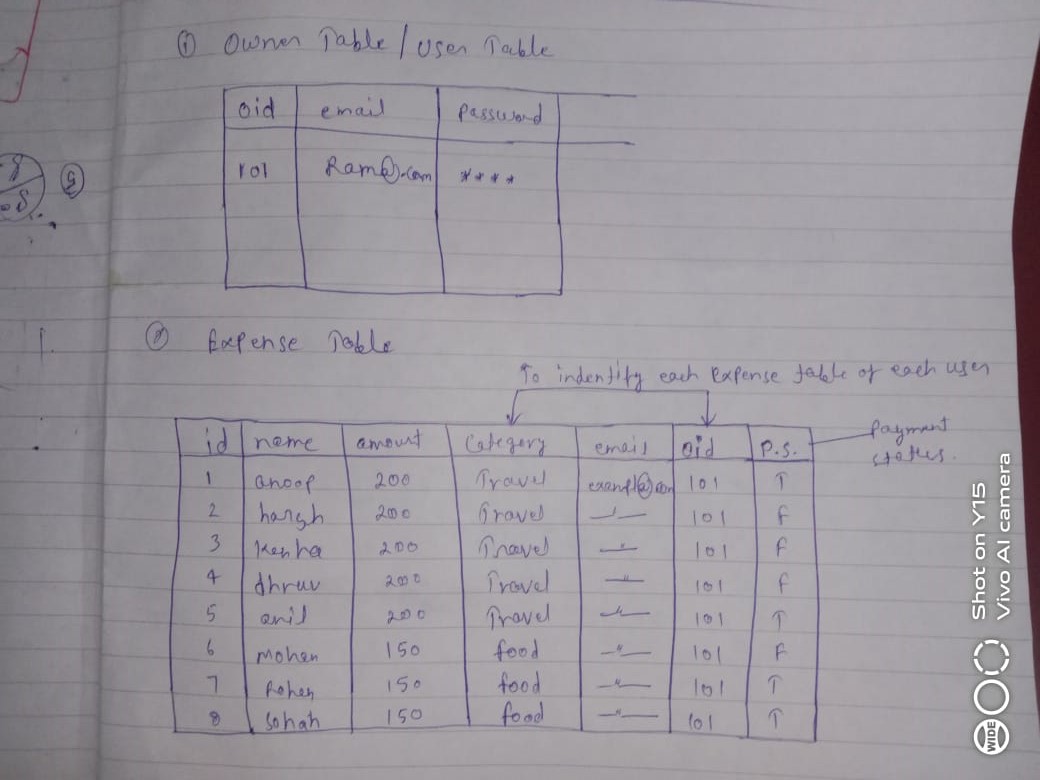 ① Owner Table / User Table
oid email Password
101 Ram@.com ****
⑤
② Expense Table
To indentify each Expense table of each user
id name amount Category email oid P.S. Payment status.
1 anoop 200 Travel exampl@com 101 T
2 harsh 200 Travel —〃— 101 F
3 200 Travel —〃— 101 F
4 dhruv 200 Travel —〃— 101 F
5 anil 200 Travel —〃— 101 T
6 Mohan 150 food —〃— 101 F
7 Rohan 150 food —〃— 101 T
8 Sohan 150 food —〃— 101 T
Shot on Y15
Vivo AI camera
WIDE